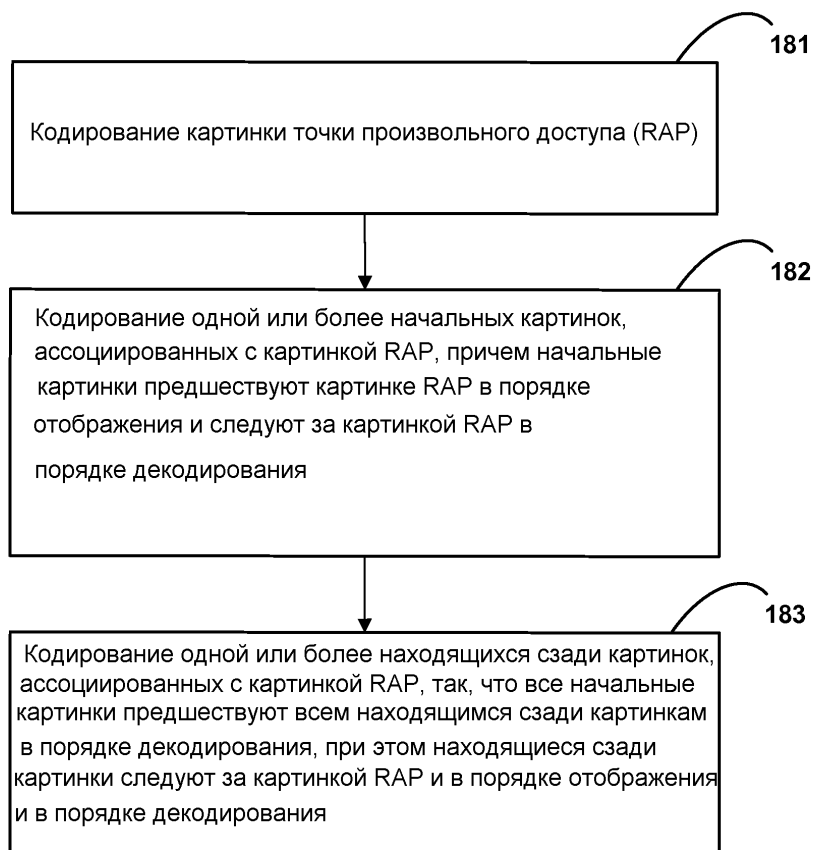 181
Кодирование картинки точки произвольного доступа (RAP)
182
Кодирование одной или более начальных картинок,
ассоциированных с картинкой RAP, причем начальные
картинки предшествуют картинке RAP в порядке
отображения и следуют за картинкой RAP в
порядке декодирования
183
Кодирование одной или более находящихся сзади картинок,
ассоциированных с картинкой RAP, так, что все начальные
картинки предшествуют всем находящимся сзади картинкам
в порядке декодирования, при этом находящиеся сзади
картинки следуют за картинкой RAP и в порядке отображения
и в порядке декодирования